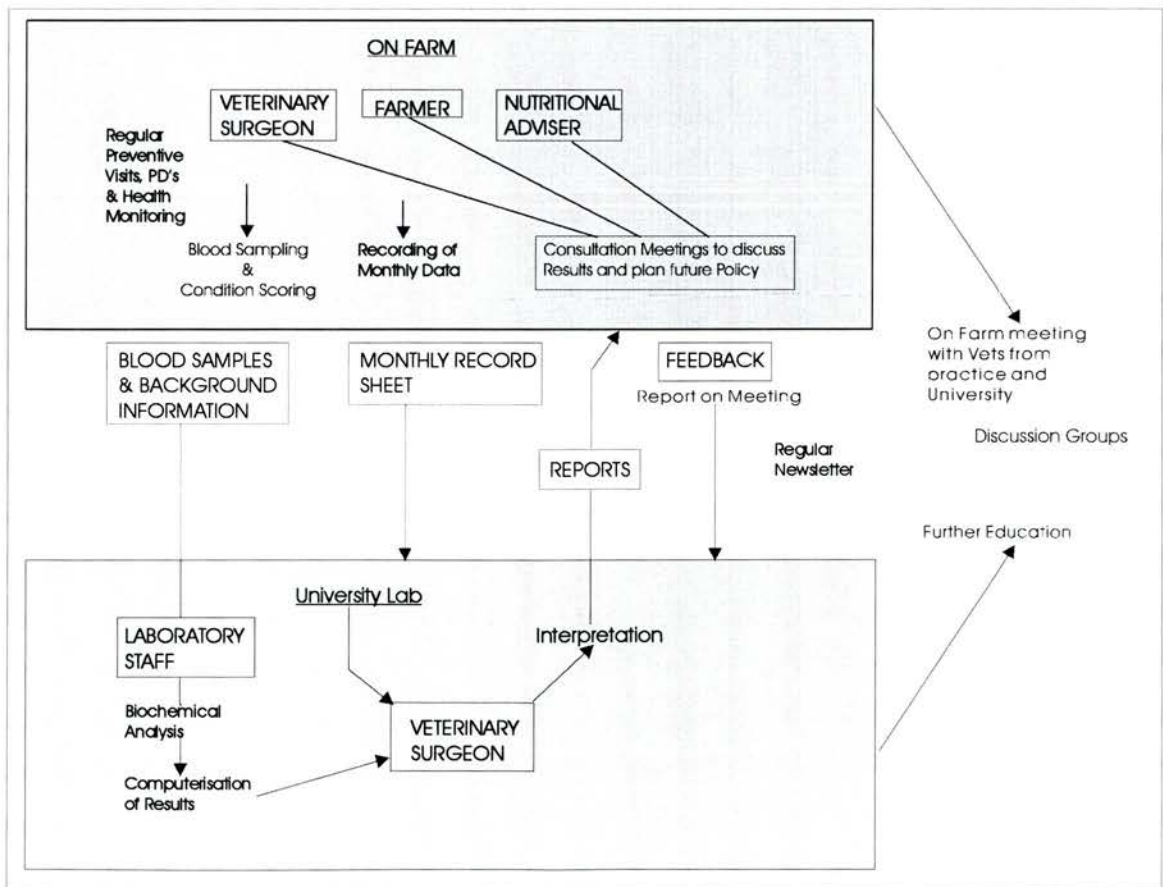 ON FARM
VETERINARY
SURGEON
FARMER
NUTRITIONAL
ADVISER
Regular
Preventive
Visits, PD's
& Health
Monitoring
Blood Sampling
&
Condition Scoring
Recording of
Monthly Data
Consultation Meetings to discuss
Results and plan future Policy
BLOOD SAMPLES
& BACKGROUND
INFORMATION
MONTHLY RECORD
SHEET
FEEDBACK
Report on Meeting
REPORTS
Regular
Newsletter
On Farm meeting
with Vets from
practice and
University
Discussion Groups
Further Education
University Lab
LABORATORY
STAFF
Biochemical
Analysis
Computerisation
of Results
VETERINARY
SURGEON
Interpretation